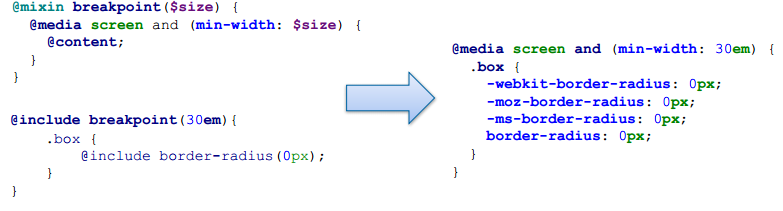 @mixin breakpoint($size) {
  @media screen and (min-width: $size) {
    @content;
  }
}
@include breakpoint(30em){
    .box {
        @include border-radius(0px);
    }
}
@media screen and (min-width: 30em) {
  .box {
    -webkit-border-radius: 0px;
    -moz-border-radius: 0px;
    -ms-border-radius: 0px;
    border-radius: 0px;
  }
}